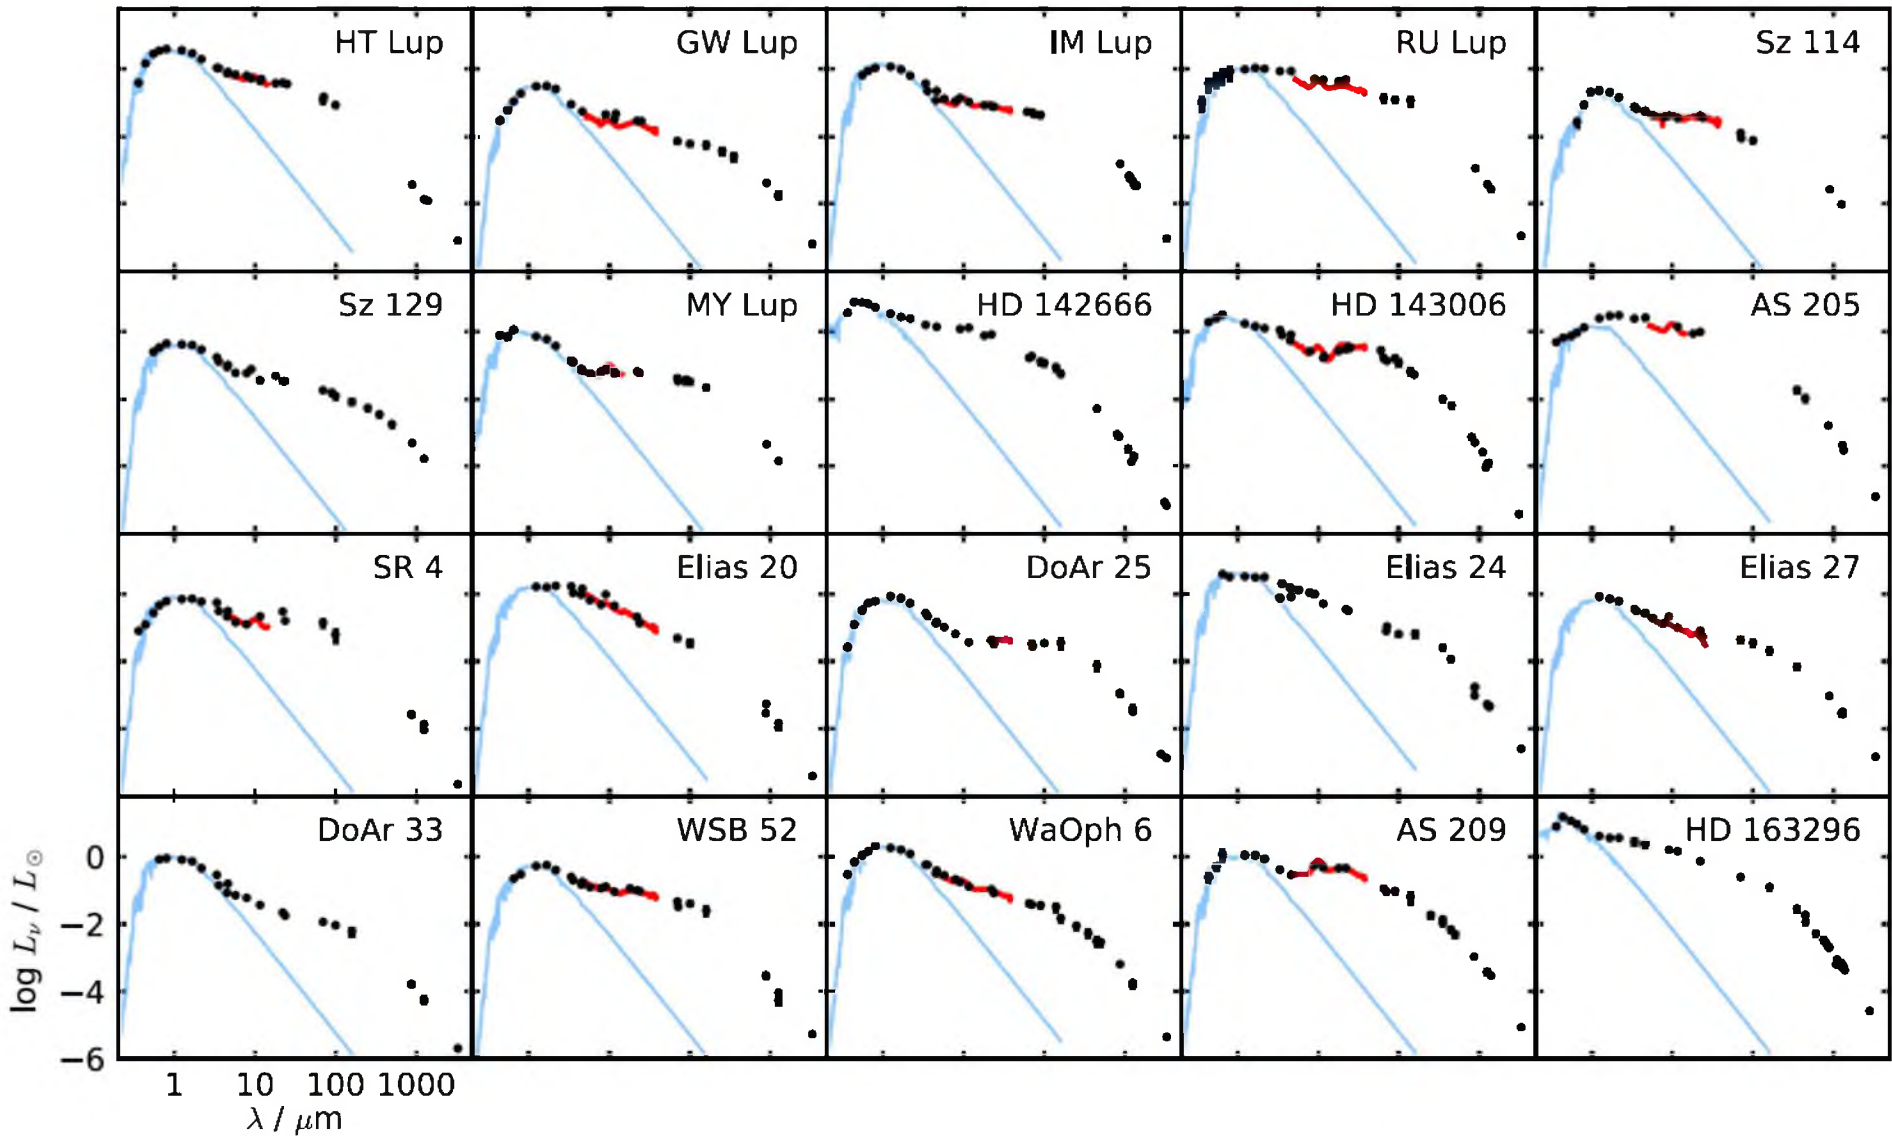 HT Lup
GW Lup
IM Lup
RU Lup
Sz 114
Sz 129
MY Lup
HD 142666
HD 143006
AS 205
SR 4
Elias 20
DoAr 25
Elias 24
Elias 27
DoAr 33
WSB 52
WaOph 6
AS 209
HD 163296
log Lν / L⊙
0
−2
−4
−6
1 10 100 1000
λ / μm